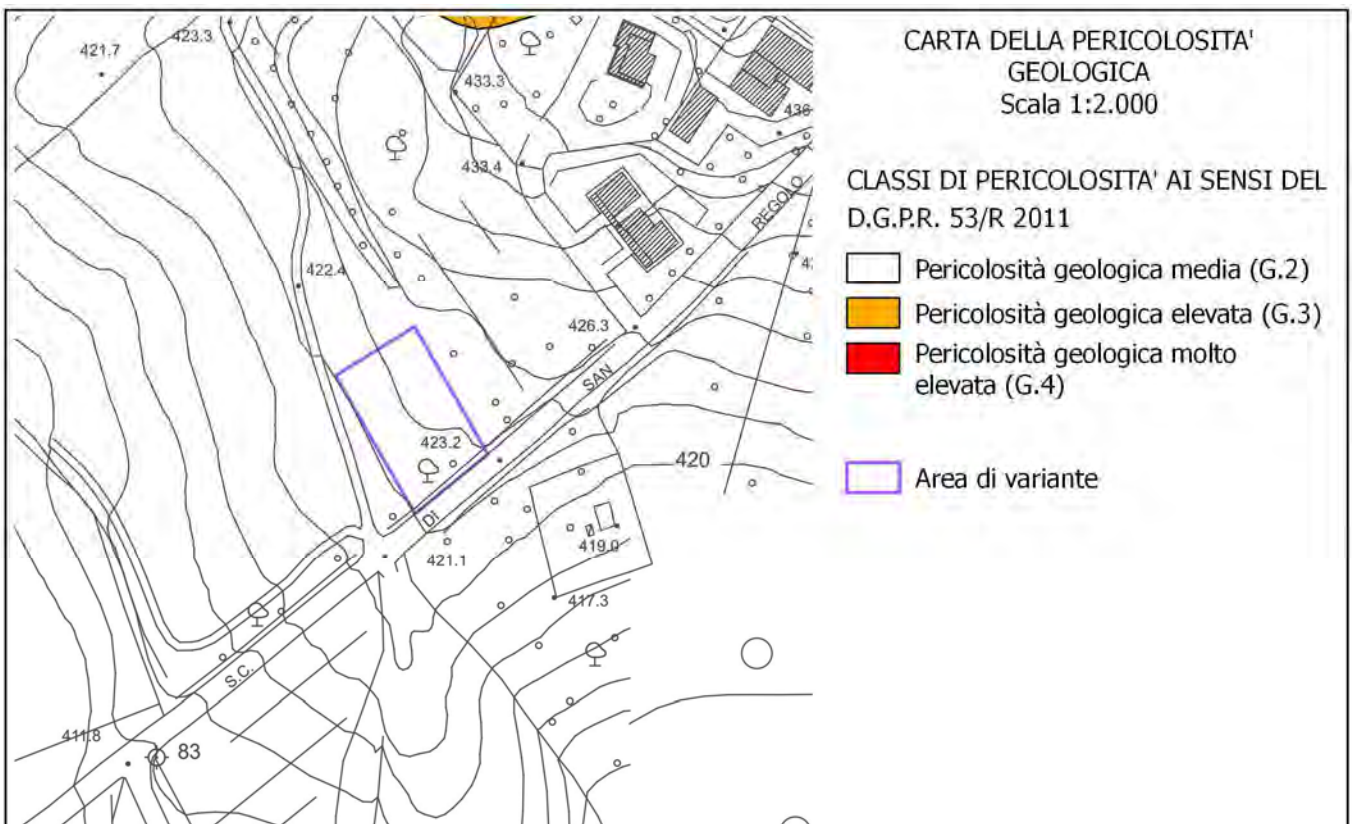 CARTA DELLA PERICOLOSITA'
GEOLOGICA
Scala 1:2.000
CLASSI DI PERICOLOSITA' AI SENSI DEL
D.G.P.R. 53/R 2011
Pericolosità geologica media (G.2)
Pericolosità geologica elevata (G.3)
Pericolosità geologica molto
elevata (G.4)
Area di variante
421.7
423.3
433.3
436
433.4
REGOLO
422.4
426.3
SAN
423.2
420
DI
421.1
419.0
417.3
S.C.
411.8
83